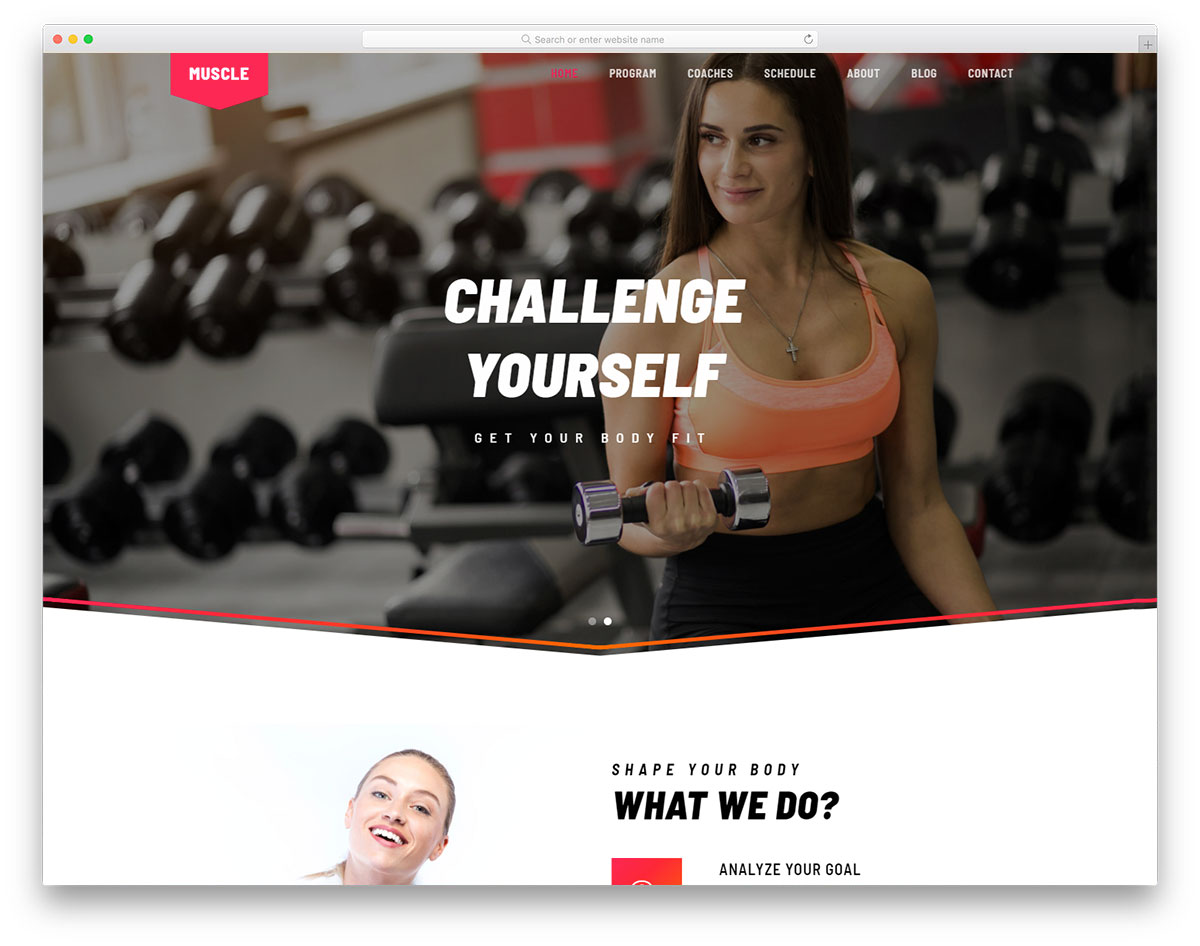 Search or enter website name
MUSCLE
HOME PROGRAM COACHES SCHEDULE ABOUT BLOG CONTACT
CHALLENGE
YOURSELF
GET YOUR BODY FIT
SHAPE YOUR BODY
WHAT WE DO?
ANALYZE YOUR GOAL